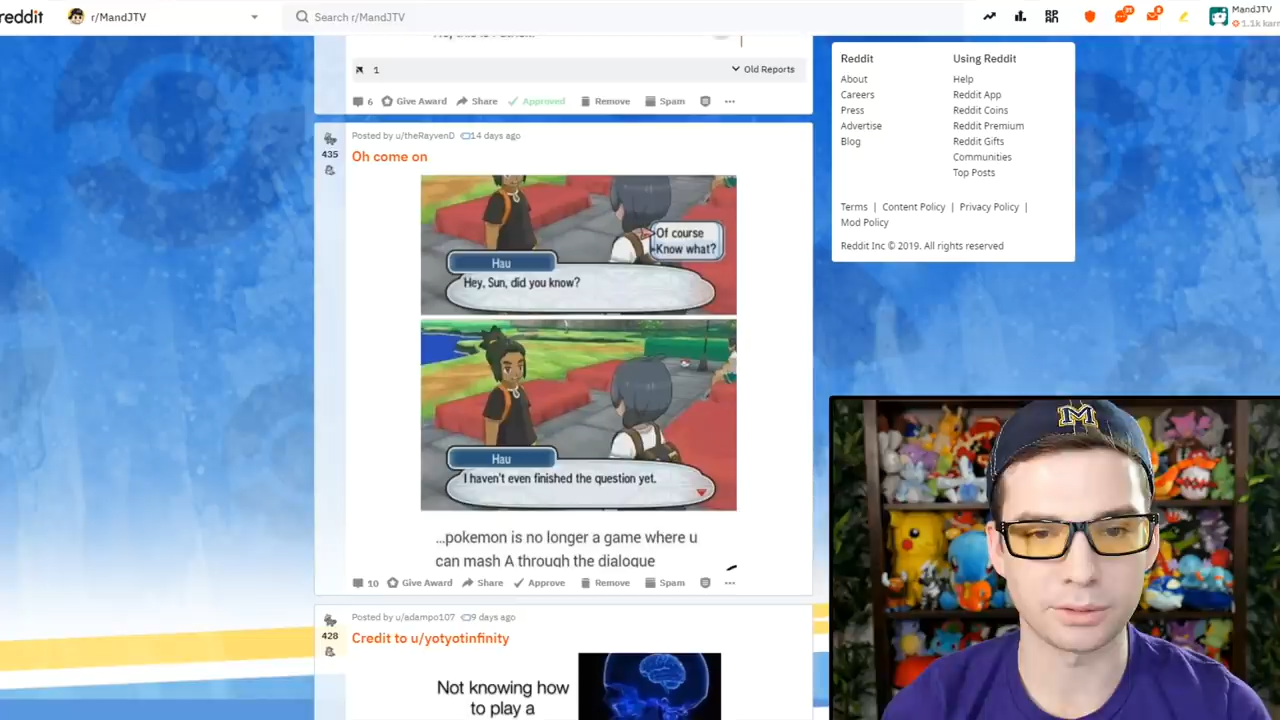 reddit
r/MandJTV
Search r/MandJTV
MandJTV
1.1k karn
1
Old Reports
6 Give Award Share Approved Remove Spam
Posted by u/theRayvenD 14 days ago
435
Oh come on
Of course
Know what?
Hau
Hey, Sun, did you know?
Hau
I haven't even finished the question yet.
...pokemon is no longer a game where u
can mash A through the dialogue
10 Give Award Share Approve Remove Spam
Posted by u/adampo107 9 days ago
428
Credit to u/yotyotinfinity
Not knowing how
to play a
Reddit
Using Reddit
About
Help
Careers
Reddit App
Press
Reddit Coins
Advertise
Reddit Premium
Blog
Reddit Gifts
Communities
Top Posts
Terms | Content Policy | Privacy Policy |
Mod Policy
Reddit Inc © 2019. All rights reserved
M